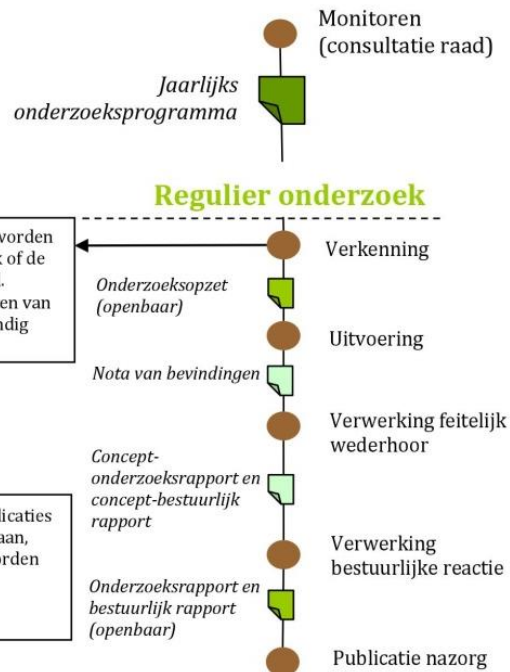 Monitoren
(consultatie raad)
Jaarlijks
onderzoeksprogramma
Regulier onderzoek
worden
of de
en van
ndig
Verkenning
Onderzoeksopzet
(openbaar)
Uitvoering
Nota van bevindingen
Verwerking feitelijk
wederhoor
Concept-
onderzoeksrapport en
concept-bestuurlijk
rapport
licaties
aan,
orden
Verwerking
bestuurlijke reactie
Onderzoeksrapport en
bestuurlijk rapport
(openbaar)
Publicatie nazorg